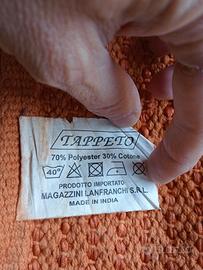 TAPPETO
70% Polyester 30% Cotone
40°
PRODOTTO IMPORTATO
MAGAZZINI LANFRANCHI S.R.L.
MADE IN INDIA